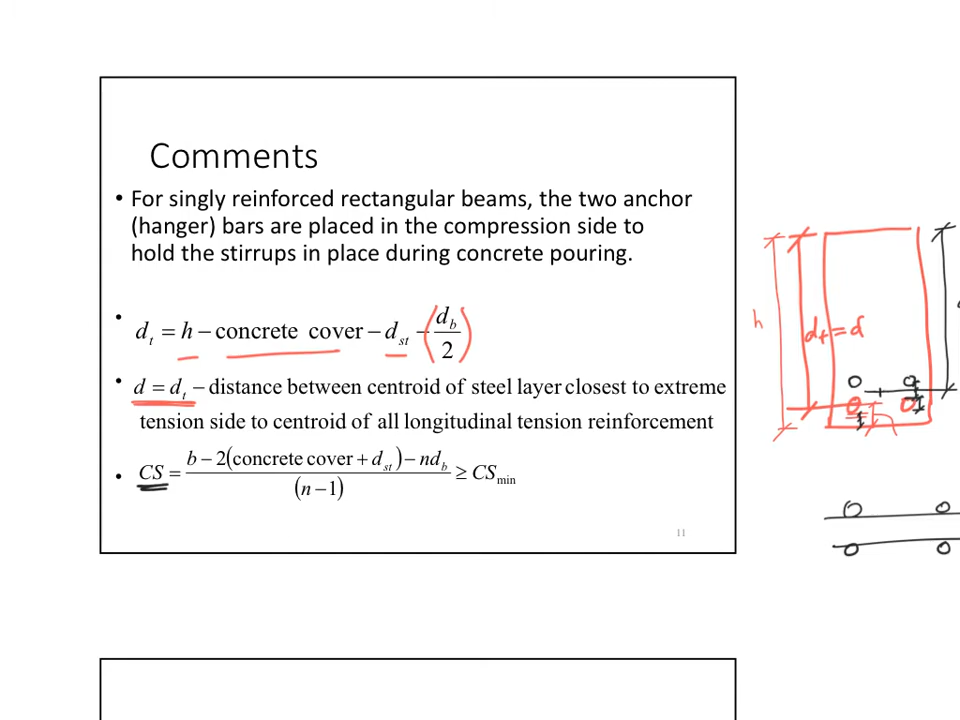 Comments
• For singly reinforced rectangular beams, the two anchor
(hanger) bars are placed in the compression side to
hold the stirrups in place during concrete pouring.
• d_t = h − concrete cover − d_st − (d_b/2)
• d = d_t − distance between centroid of steel layer closest to extreme
tension side to centroid of all longitudinal tension reinforcement
• CS = (b − 2(concrete cover + d_st) − nd_b)/(n − 1) ≥ CS_min
11
h
d_t = d